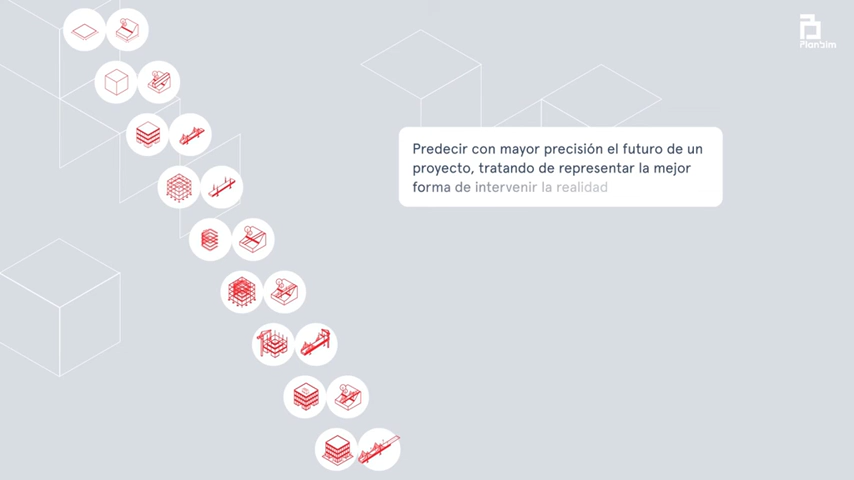 PlanBim
Predecir con mayor precisión el futuro de un
proyecto, tratando de representar la mejor
forma de intervenir la realidad